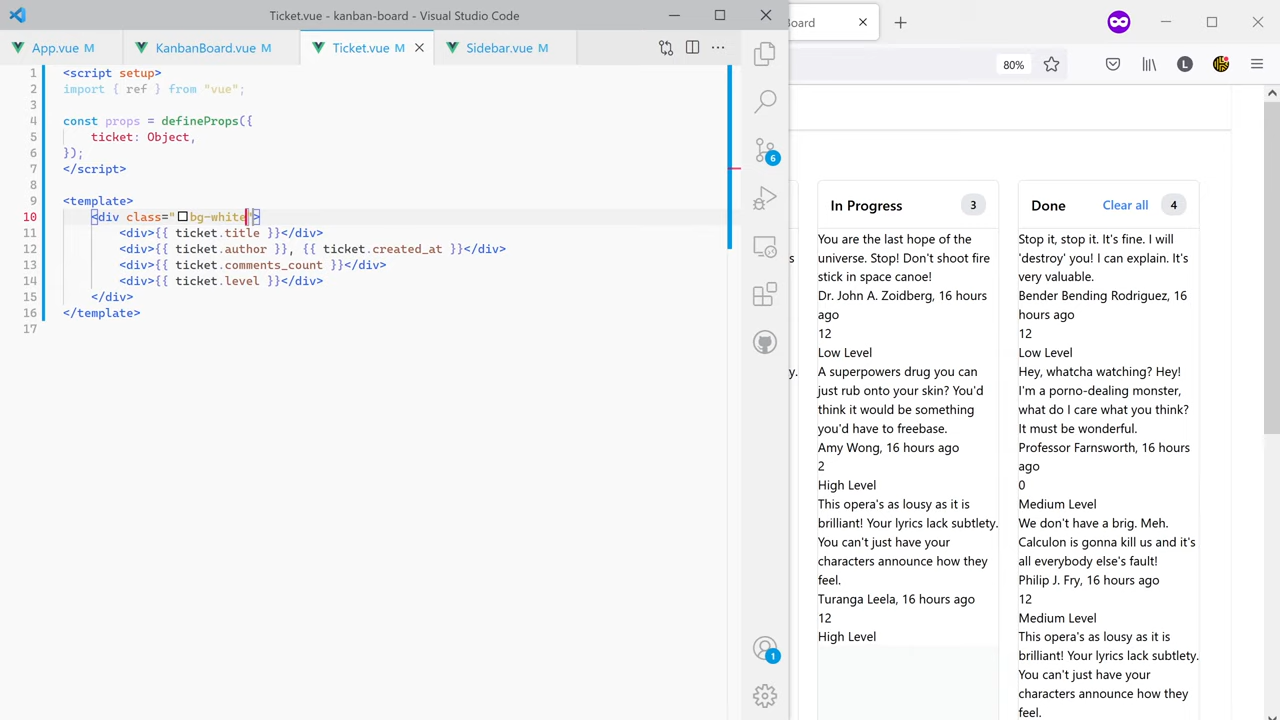 Ticket.vue - kanban-board - Visual Studio Code
App.vue M
KanbanBoard.vue M
Ticket.vue M
Sidebar.vue M
1 <script setup>
2 import { ref } from "vue";
3
4 const props = defineProps({
5 ticket: Object,
6 });
7 </script>
8
9 <template>
10 <div class="bg-white">
11 <div>{{ ticket.title }}</div>
12 <div>{{ ticket.author }}, {{ ticket.created_at }}</div>
13 <div>{{ ticket.comments_count }}</div>
14 <div>{{ ticket.level }}</div>
15 </div>
16 </template>
17
6
1
oard
80%
L
y.
In Progress 3
You are the last hope of the
universe. Stop! Don't shoot fire
stick in space canoe!
Dr. John A. Zoidberg, 16 hours
ago
12
Low Level
A superpowers drug you can
just rub onto your skin? You'd
think it would be something
you'd have to freebase.
Amy Wong, 16 hours ago
2
High Level
This opera's as lousy as it is
brilliant! Your lyrics lack subtlety.
You can't just have your
characters announce how they
feel.
Turanga Leela, 16 hours ago
12
High Level
Done Clear all 4
Stop it, stop it. It's fine. I will
'destroy' you! I can explain. It's
very valuable.
Bender Bending Rodriguez, 16
hours ago
12
Low Level
Hey, whatcha watching? Hey!
I'm a porno-dealing monster,
what do I care what you think?
It must be wonderful.
Professor Farnsworth, 16 hours
ago
0
Medium Level
We don't have a brig. Meh.
Calculon is gonna kill us and it's
all everybody else's fault!
Philip J. Fry, 16 hours ago
12
Medium Level
This opera's as lousy as it is
brilliant! Your lyrics lack subtlety.
You can't just have your
characters announce how they
feel.